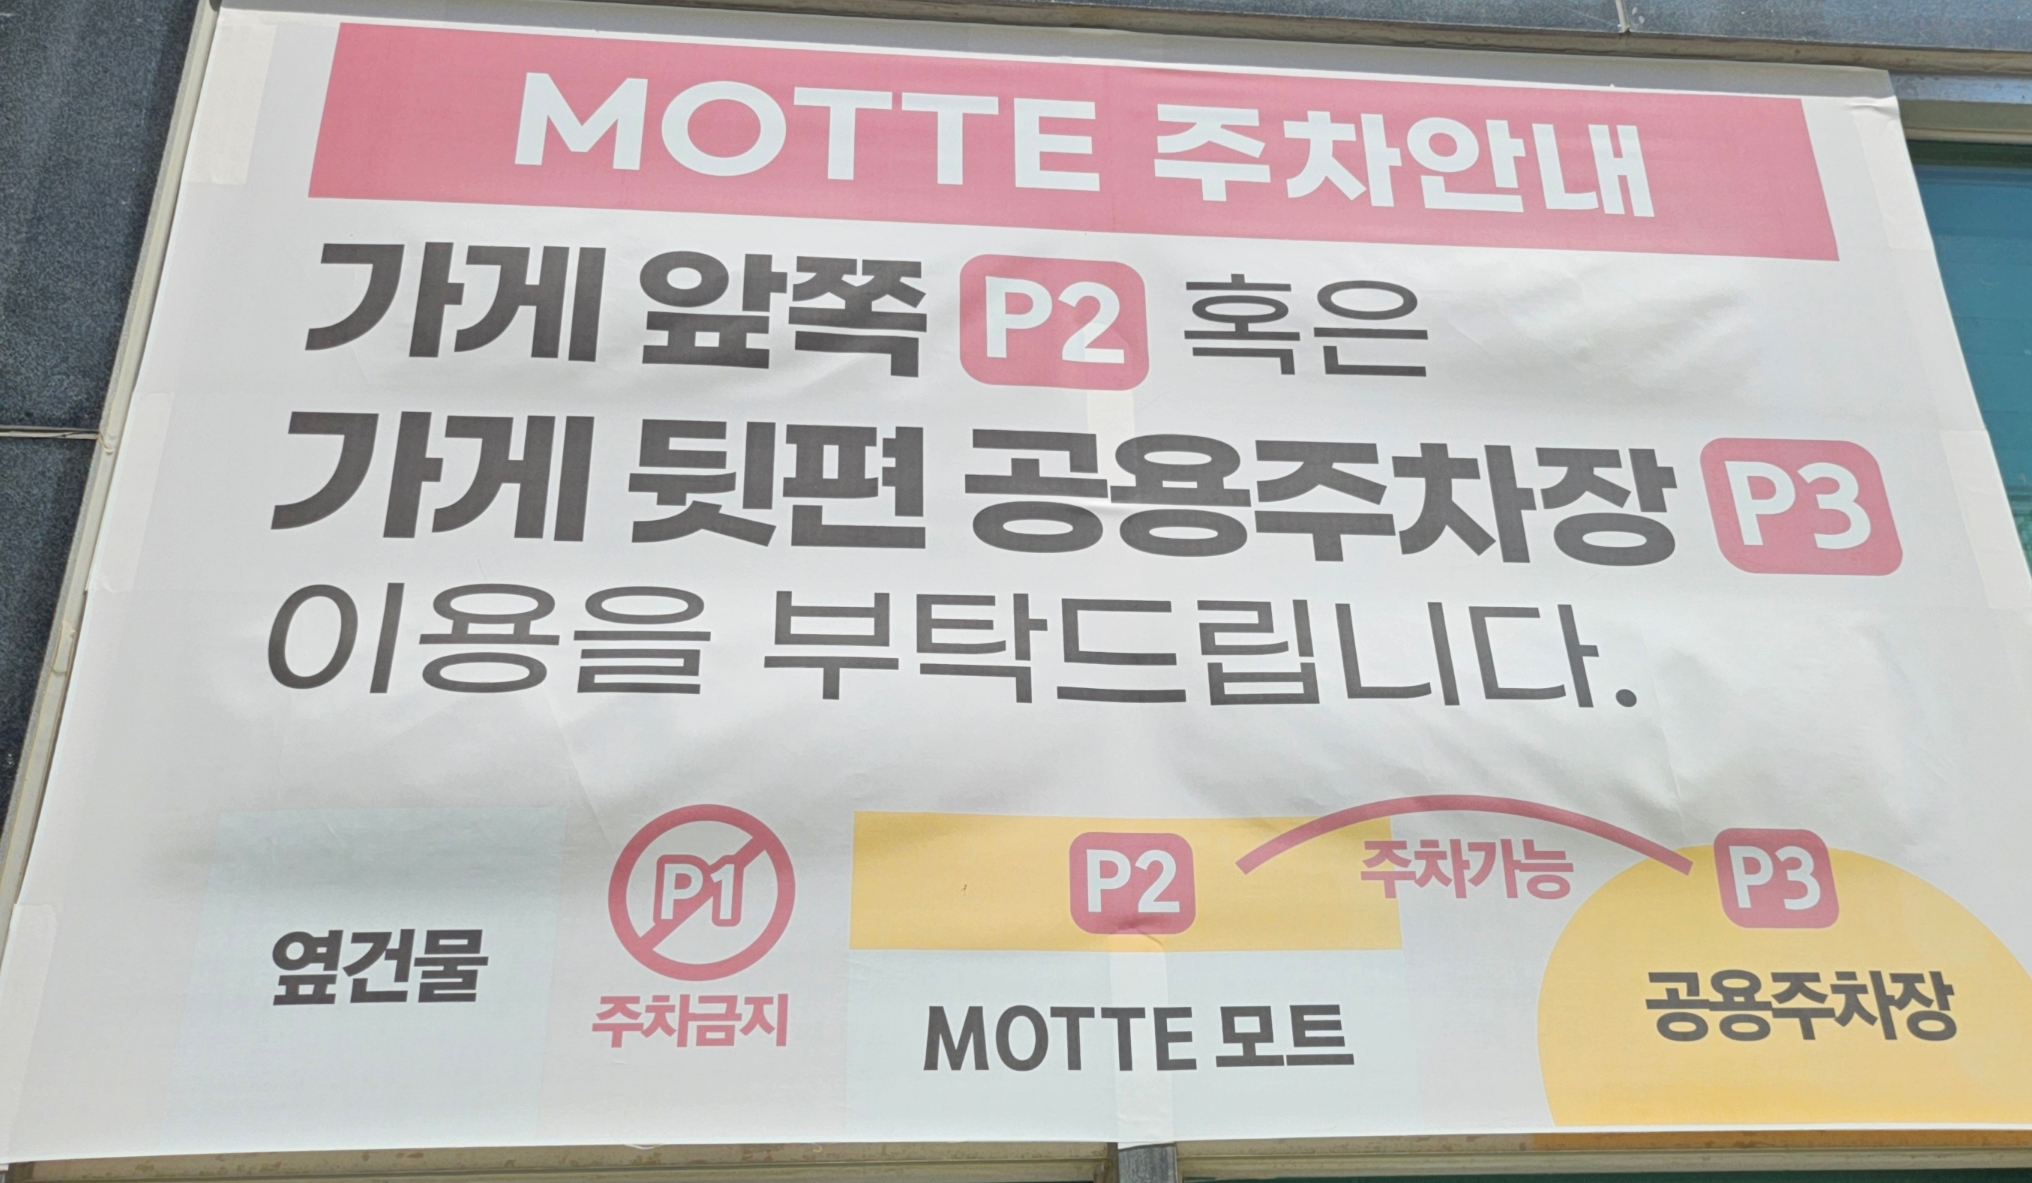 MOTTE 주차안내
가게 앞쪽 P2 혹은
가게 뒷편 공용주차장 P3
이용을 부탁드립니다.
옆건물
P1
주차금지
P2
MOTTE 모트
주차가능
P3
공용주차장